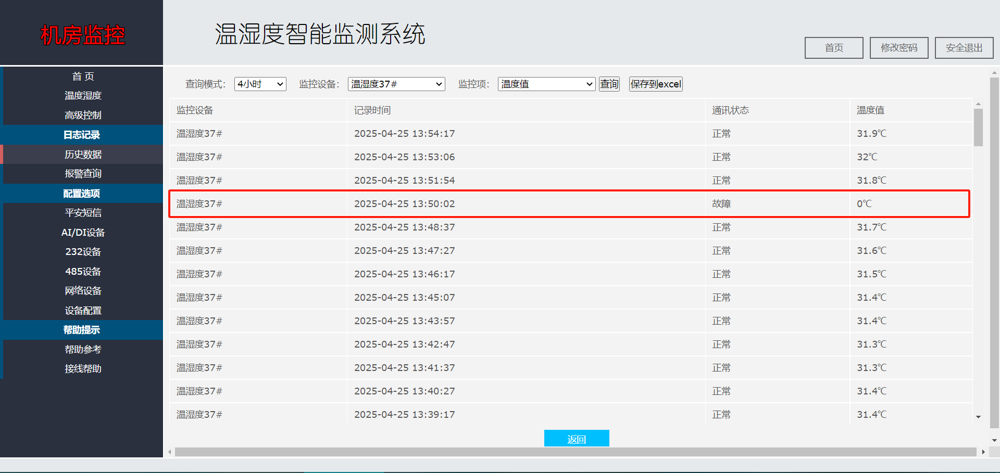 机房监控
温湿度智能监测系统
首页 修改密码 安全退出
首 页
温度湿度
高级控制
日志记录
历史数据
报警查询
配置选项
平安短信
AI/DI设备
232设备
485设备
网络设备
设备配置
帮助提示
帮助参考
接线帮助
查询模式： 4小时 监控设备： 温湿度37# 监控项： 温度值 查询 保存到excel
监控设备 记录时间 通讯状态 温度值
温湿度37# 2025-04-25 13:54:17 正常 31.9℃
温湿度37# 2025-04-25 13:53:06 正常 32℃
温湿度37# 2025-04-25 13:51:54 正常 31.8℃
温湿度37# 2025-04-25 13:50:02 故障 0℃
温湿度37# 2025-04-25 13:48:37 正常 31.7℃
温湿度37# 2025-04-25 13:47:27 正常 31.6℃
温湿度37# 2025-04-25 13:46:17 正常 31.5℃
温湿度37# 2025-04-25 13:45:07 正常 31.4℃
温湿度37# 2025-04-25 13:43:57 正常 31.4℃
温湿度37# 2025-04-25 13:42:47 正常 31.3℃
温湿度37# 2025-04-25 13:41:37 正常 31.3℃
温湿度37# 2025-04-25 13:40:27 正常 31.4℃
温湿度37# 2025-04-25 13:39:17 正常 31.4℃
返回